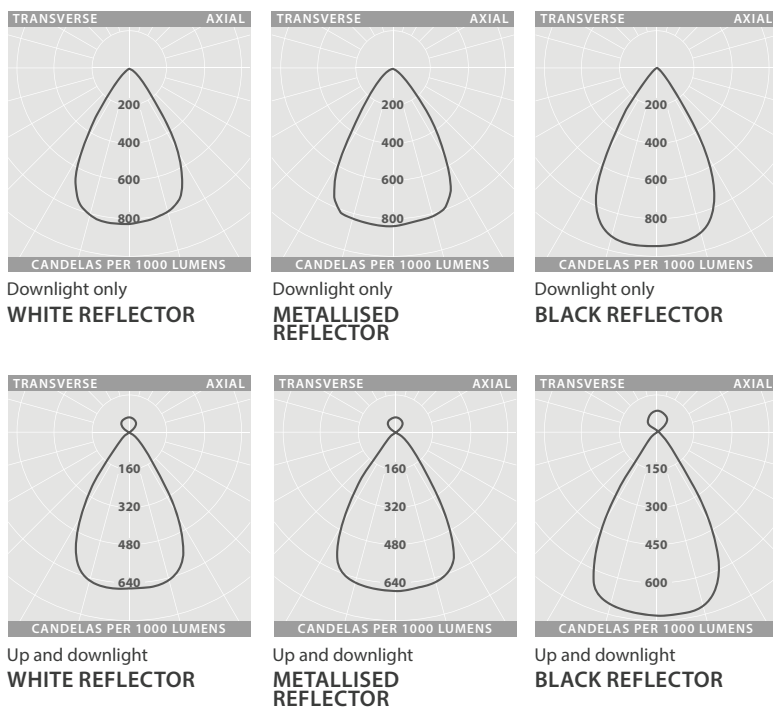 TRANSVERSE AXIAL
200
400
600
800
CANDELAS PER 1000 LUMENS
Downlight only
WHITE REFLECTOR
TRANSVERSE AXIAL
200
400
600
800
CANDELAS PER 1000 LUMENS
Downlight only
METALLISED
REFLECTOR
TRANSVERSE AXIAL
200
400
600
800
CANDELAS PER 1000 LUMENS
Downlight only
BLACK REFLECTOR
TRANSVERSE AXIAL
160
320
480
640
CANDELAS PER 1000 LUMENS
Up and downlight
WHITE REFLECTOR
TRANSVERSE AXIAL
160
320
480
640
CANDELAS PER 1000 LUMENS
Up and downlight
METALLISED
REFLECTOR
TRANSVERSE AXIAL
150
300
450
600
CANDELAS PER 1000 LUMENS
Up and downlight
BLACK REFLECTOR